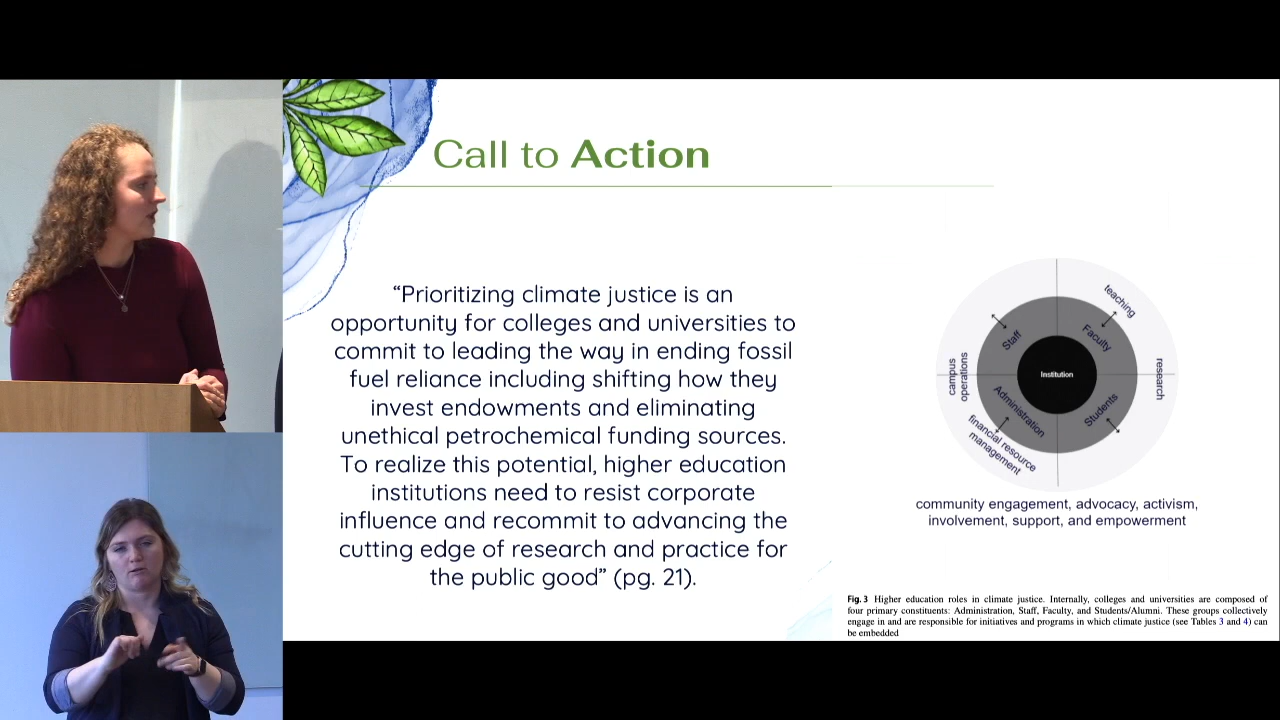 Call to Action
“Prioritizing climate justice is an
opportunity for colleges and universities to
commit to leading the way in ending fossil
fuel reliance including shifting how they
invest endowments and eliminating
unethical petrochemical funding sources.
To realize this potential, higher education
institutions need to resist corporate
influence and recommit to advancing the
cutting edge of research and practice for
the public good” (pg. 21).
teaching
Staff
Faculty
campus
operations
Institution
research
Administration
Students
financial resource
management
community engagement, advocacy, activism,
involvement, support, and empowerment
Fig. 3 Higher education roles in climate justice. Internally, colleges and universities are composed of
four primary constituents: Administration, Staff, Faculty, and Students/Alumni. These groups collectively
engage in and are responsible for initiatives and programs in which climate justice (see Tables 3 and 4) can
be embedded